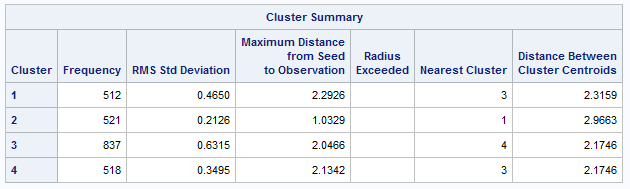 Cluster Summary
Cluster Frequency RMS Std Deviation Maximum Distance from Seed to Observation Radius Exceeded Nearest Cluster Distance Between Cluster Centroids
1 512 0.4650 2.2926 3 2.3159
2 521 0.2126 1.0329 1 2.9663
3 837 0.6315 2.0466 4 2.1746
4 518 0.3495 2.1342 3 2.1746